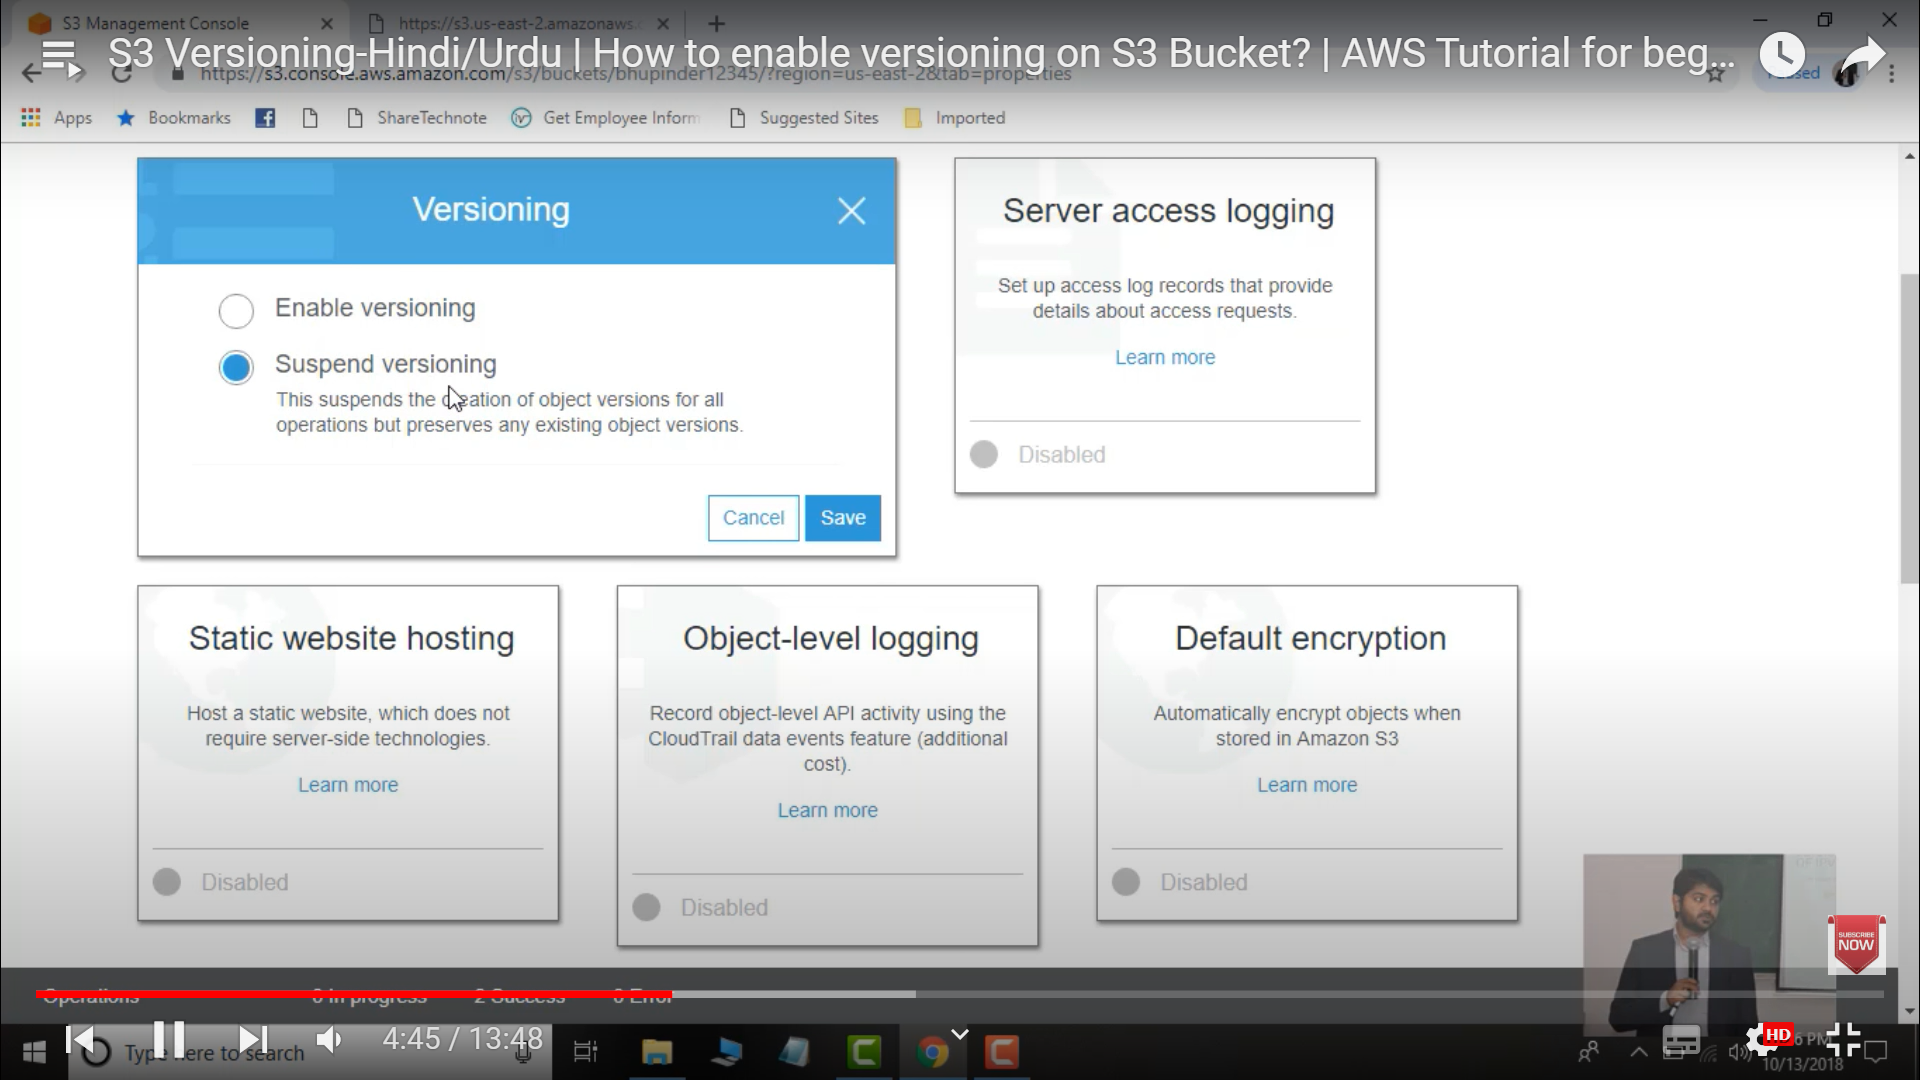 S3 Management Console
https://s3.us-east-2.amazonaws.
S3 Versioning-Hindi/Urdu | How to enable versioning on S3 Bucket? | AWS Tutorial for beg...
https://s3.console.aws.amazon.com/s3/buckets/bhupinder12345/?region=us-east-2&tab=properties
Apps
Bookmarks
ShareTechnote
Get Employee Inform
Suggested Sites
Imported
Versioning
Enable versioning
Suspend versioning
This suspends the creation of object versions for all
operations but preserves any existing object versions.
Cancel
Save
Server access logging
Set up access log records that provide
details about access requests.
Learn more
Disabled
Static website hosting
Host a static website, which does not
require server-side technologies.
Learn more
Disabled
Object-level logging
Record object-level API activity using the
CloudTrail data events feature (additional
cost).
Learn more
Disabled
Default encryption
Automatically encrypt objects when
stored in Amazon S3
Learn more
Disabled
SUBSCRIBE
NOW
Operations
0 In progress
2 Success
0 Error
4:45 / 13:48
Type here to search
HD
6 PM
10/13/2018